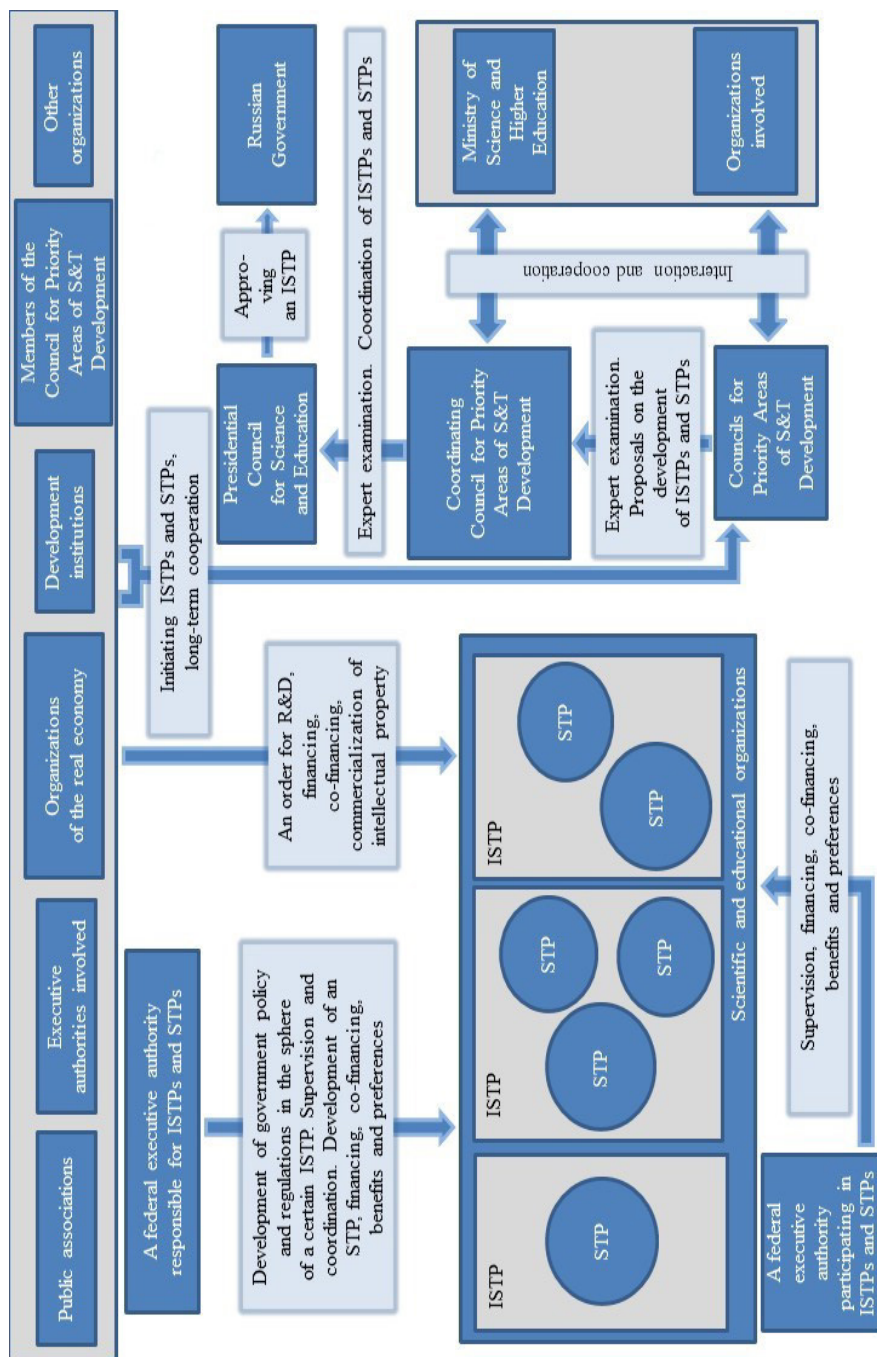 Public associations
Executive
authorities involved
Organizations
of the real economy
Development
institutions
Members of the
Council for Priority
Areas of S&T
Development
Other
organizations
A federal executive authority
responsible for ISTPs and STPs
Initiating ISTPs and STPs,
long-term cooperation
Presidential
Council
for Science
and Education
Appro-
ving
an ISTP
Russian
Government
Development of government policy
and regulations in the sphere
of a certain ISTP. Supervision and
coordination. Development of an
STP, financing, co-financing,
benefits and preferences
An order for R&D,
financing,
co-financing,
commercialization of
intellectual property
Expert examination. Coordination of ISTPs and STPs
Coordinating
Council for Priority
Areas of S&T
Development
Interaction and cooperation
Ministry of
Science and
Higher
Education
Organizations
involved
Expert examination.
Proposals on the
development
of ISTPs and STPs
Councils for
Priority Areas
of S&T
Development
ISTP
STP
ISTP
STP
STP
STP
ISTP
STP
STP
Scientific and educational organizations
A federal
executive
authority
participating in
ISTPs and STPs
Supervision, financing, co-financing,
benefits and preferences